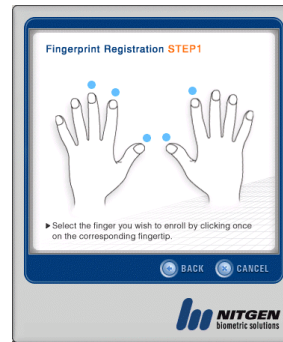 Fingerprint Registration STEP1
Select the finger you wish to enroll by clicking once
on the corresponding fingertip.
BACK CANCEL
NITGEN
biometric solutions